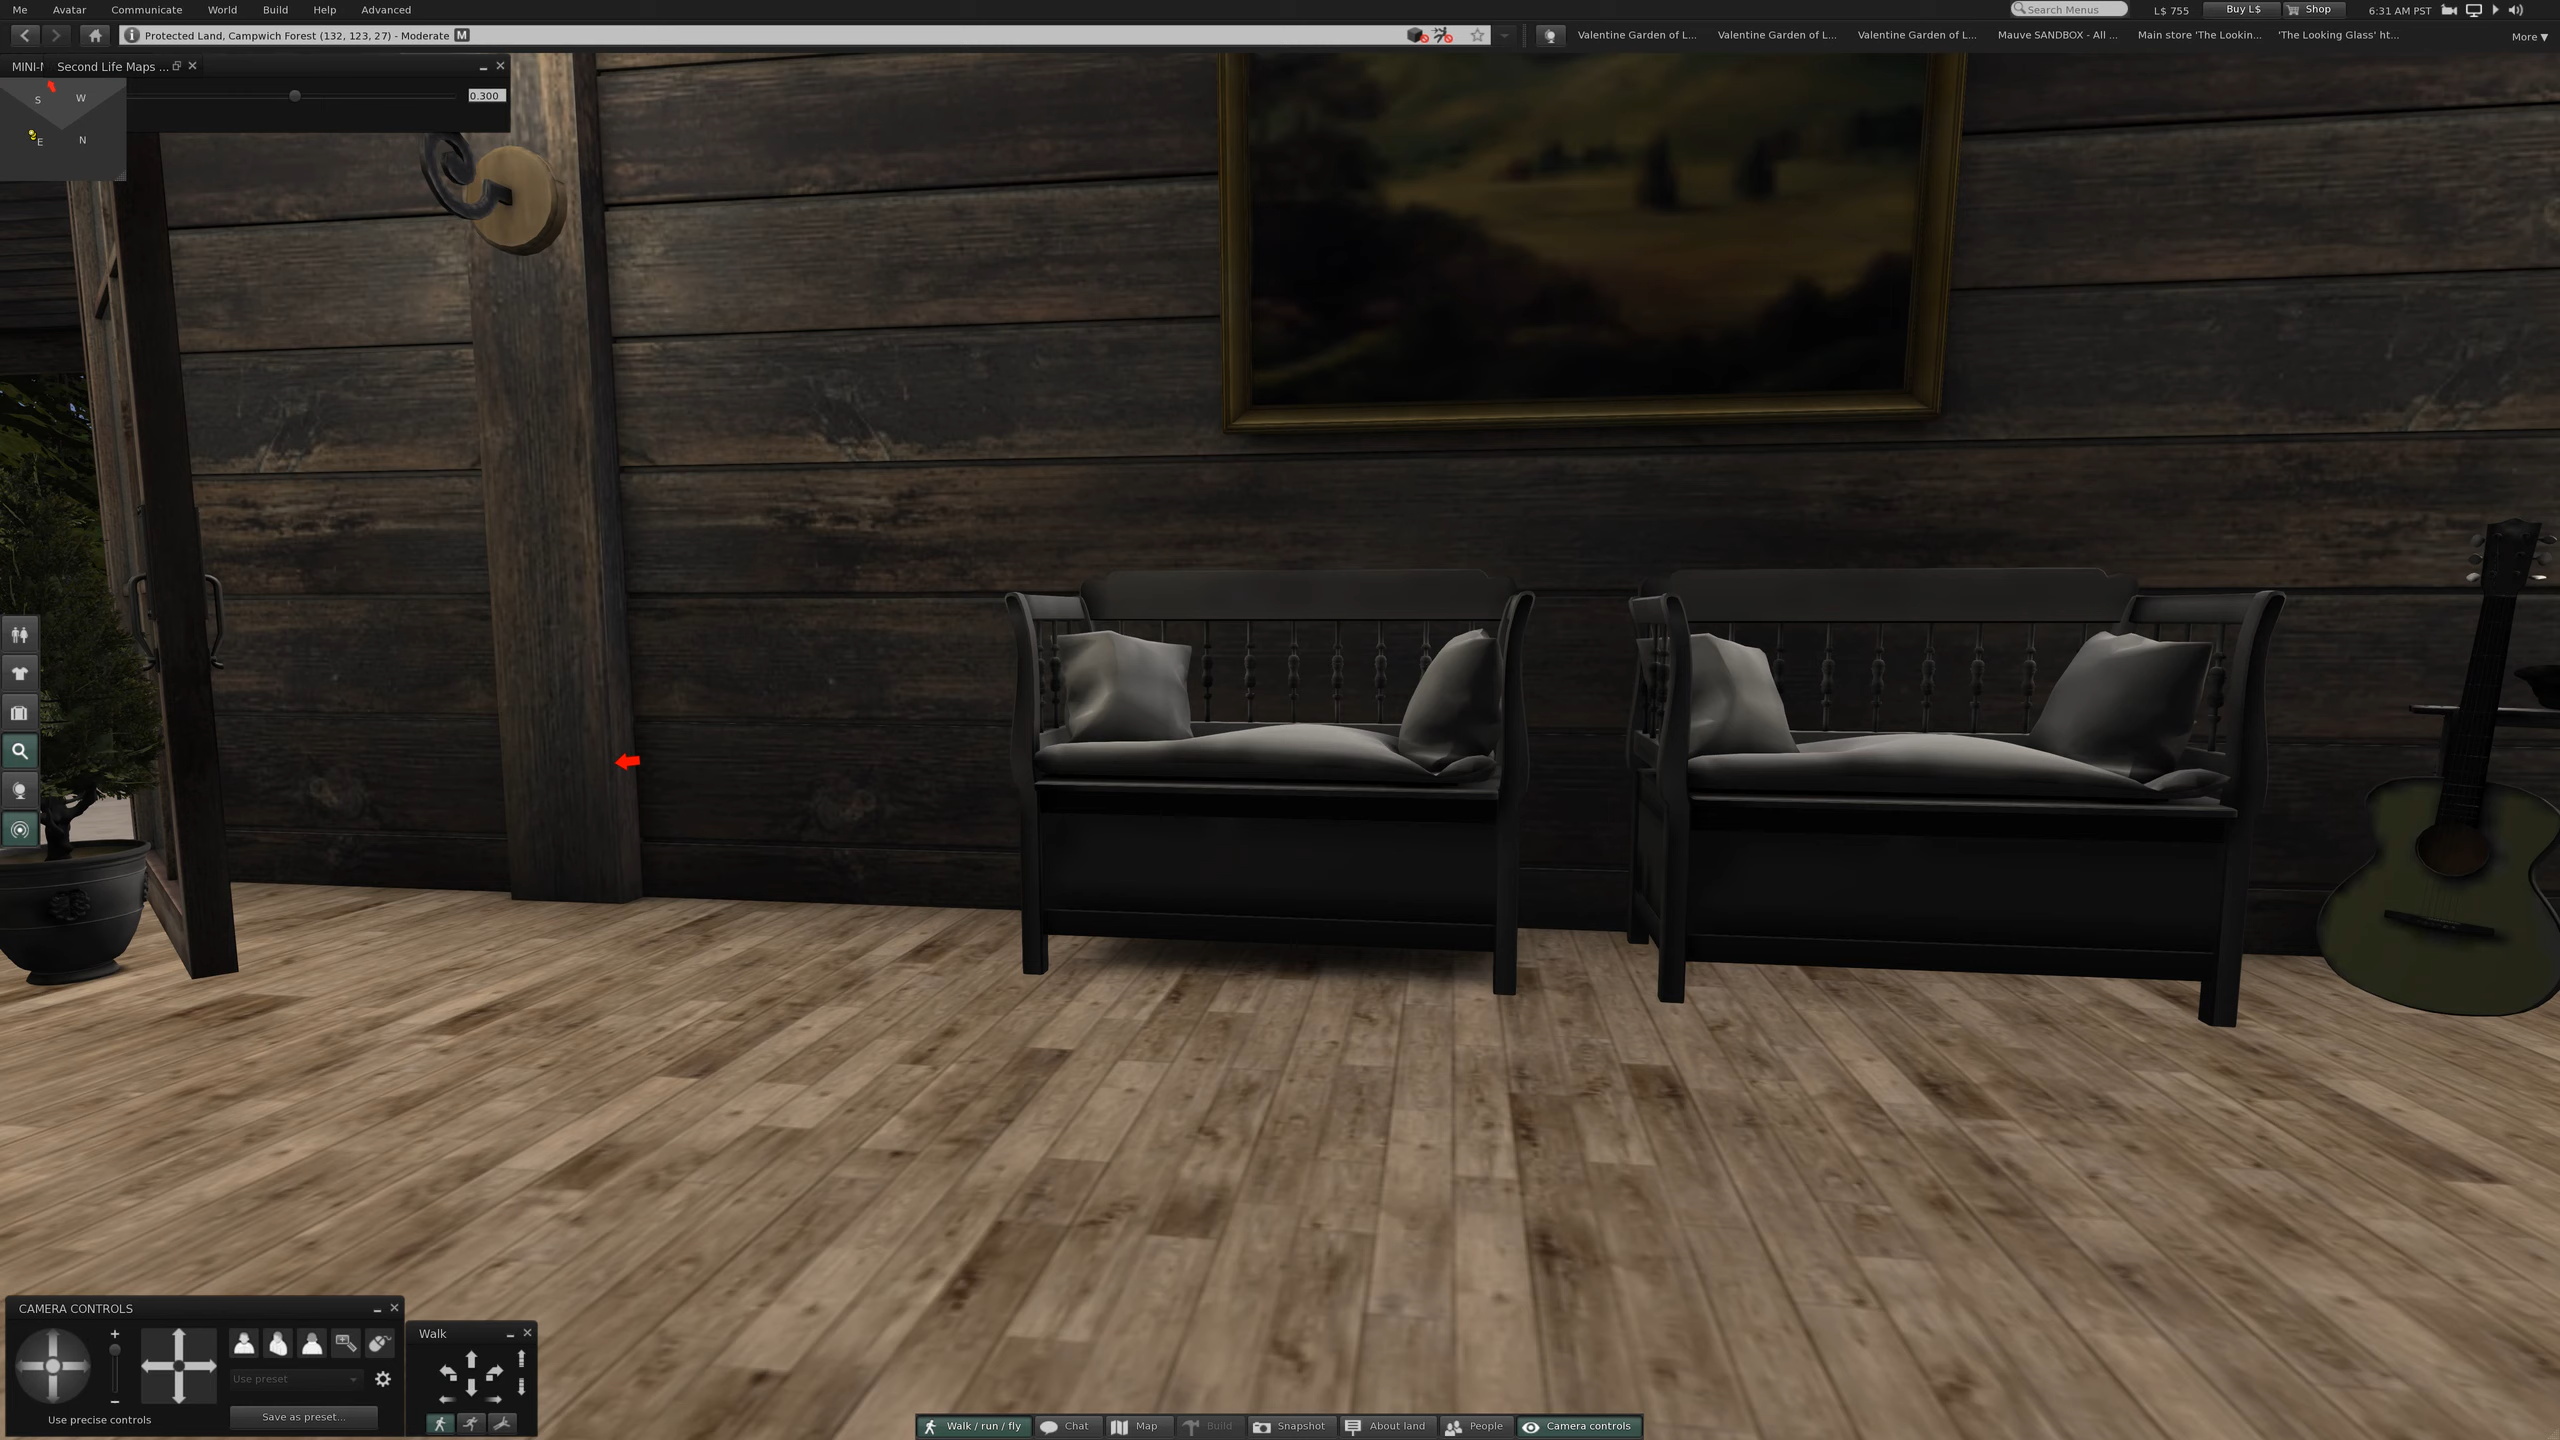 Me Avatar Communicate World Build Help Advanced Search Menus L$ 755 Buy L$ Shop 6:31 AM PST
Protected Land, Campwich Forest (132, 123, 27) - Moderate M Valentine Garden of L... Valentine Garden of L... Valentine Garden of L... Mauve SANDBOX - All ... Main store 'The Lookin... 'The Looking Glass' ht... More ▼
MINI-M Second Life Maps ...
S W
0.300
E N
CAMERA CONTROLS
Walk
Use preset
Use precise controls
Save as preset...
Walk / run / fly Chat Map Build Snapshot About land People Camera controls